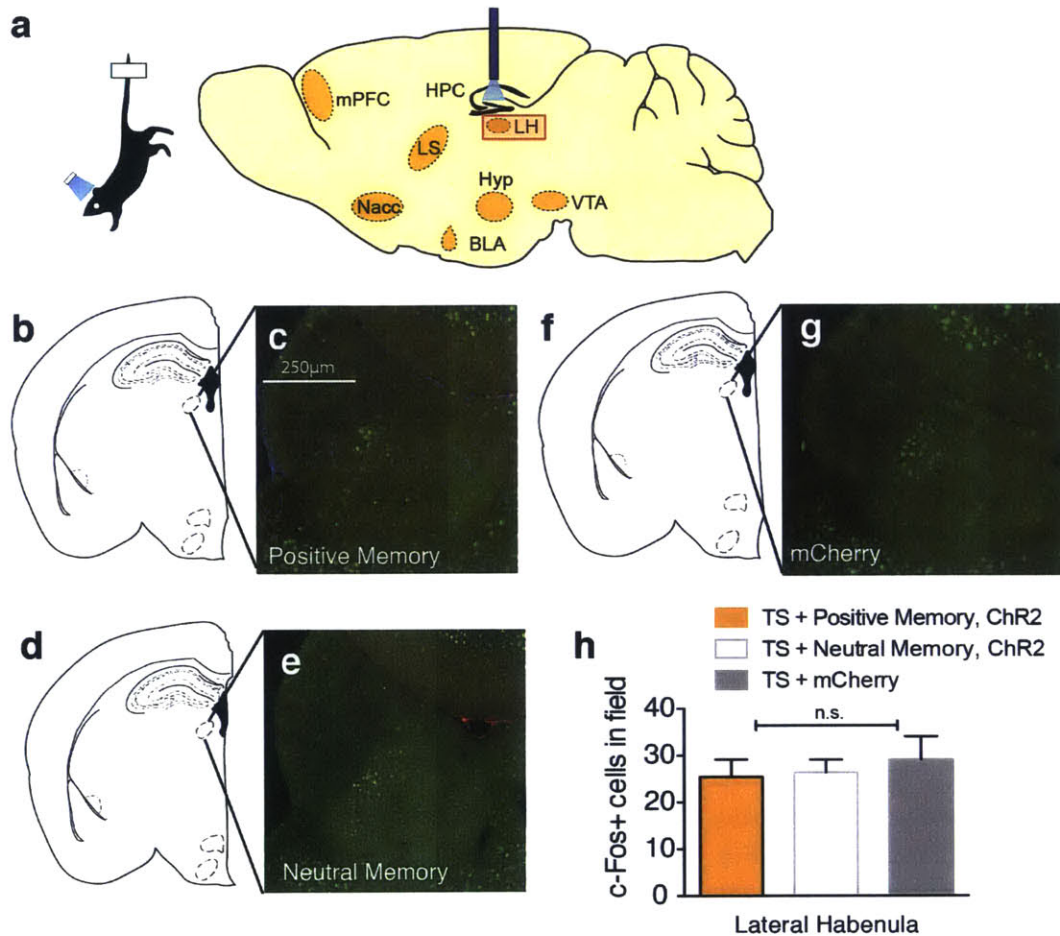 a
mPFC
HPC
LH
LS
Hyp
Nacc
VTA
BLA
b
c
250µm
Positive Memory
f
g
mCherry
d
e
Neutral Memory
TS + Positive Memory, ChR2
TS + Neutral Memory, ChR2
TS + mCherry
h
c-Fos+ cells in field
40
30
20
10
0
n.s.
Lateral Habenula